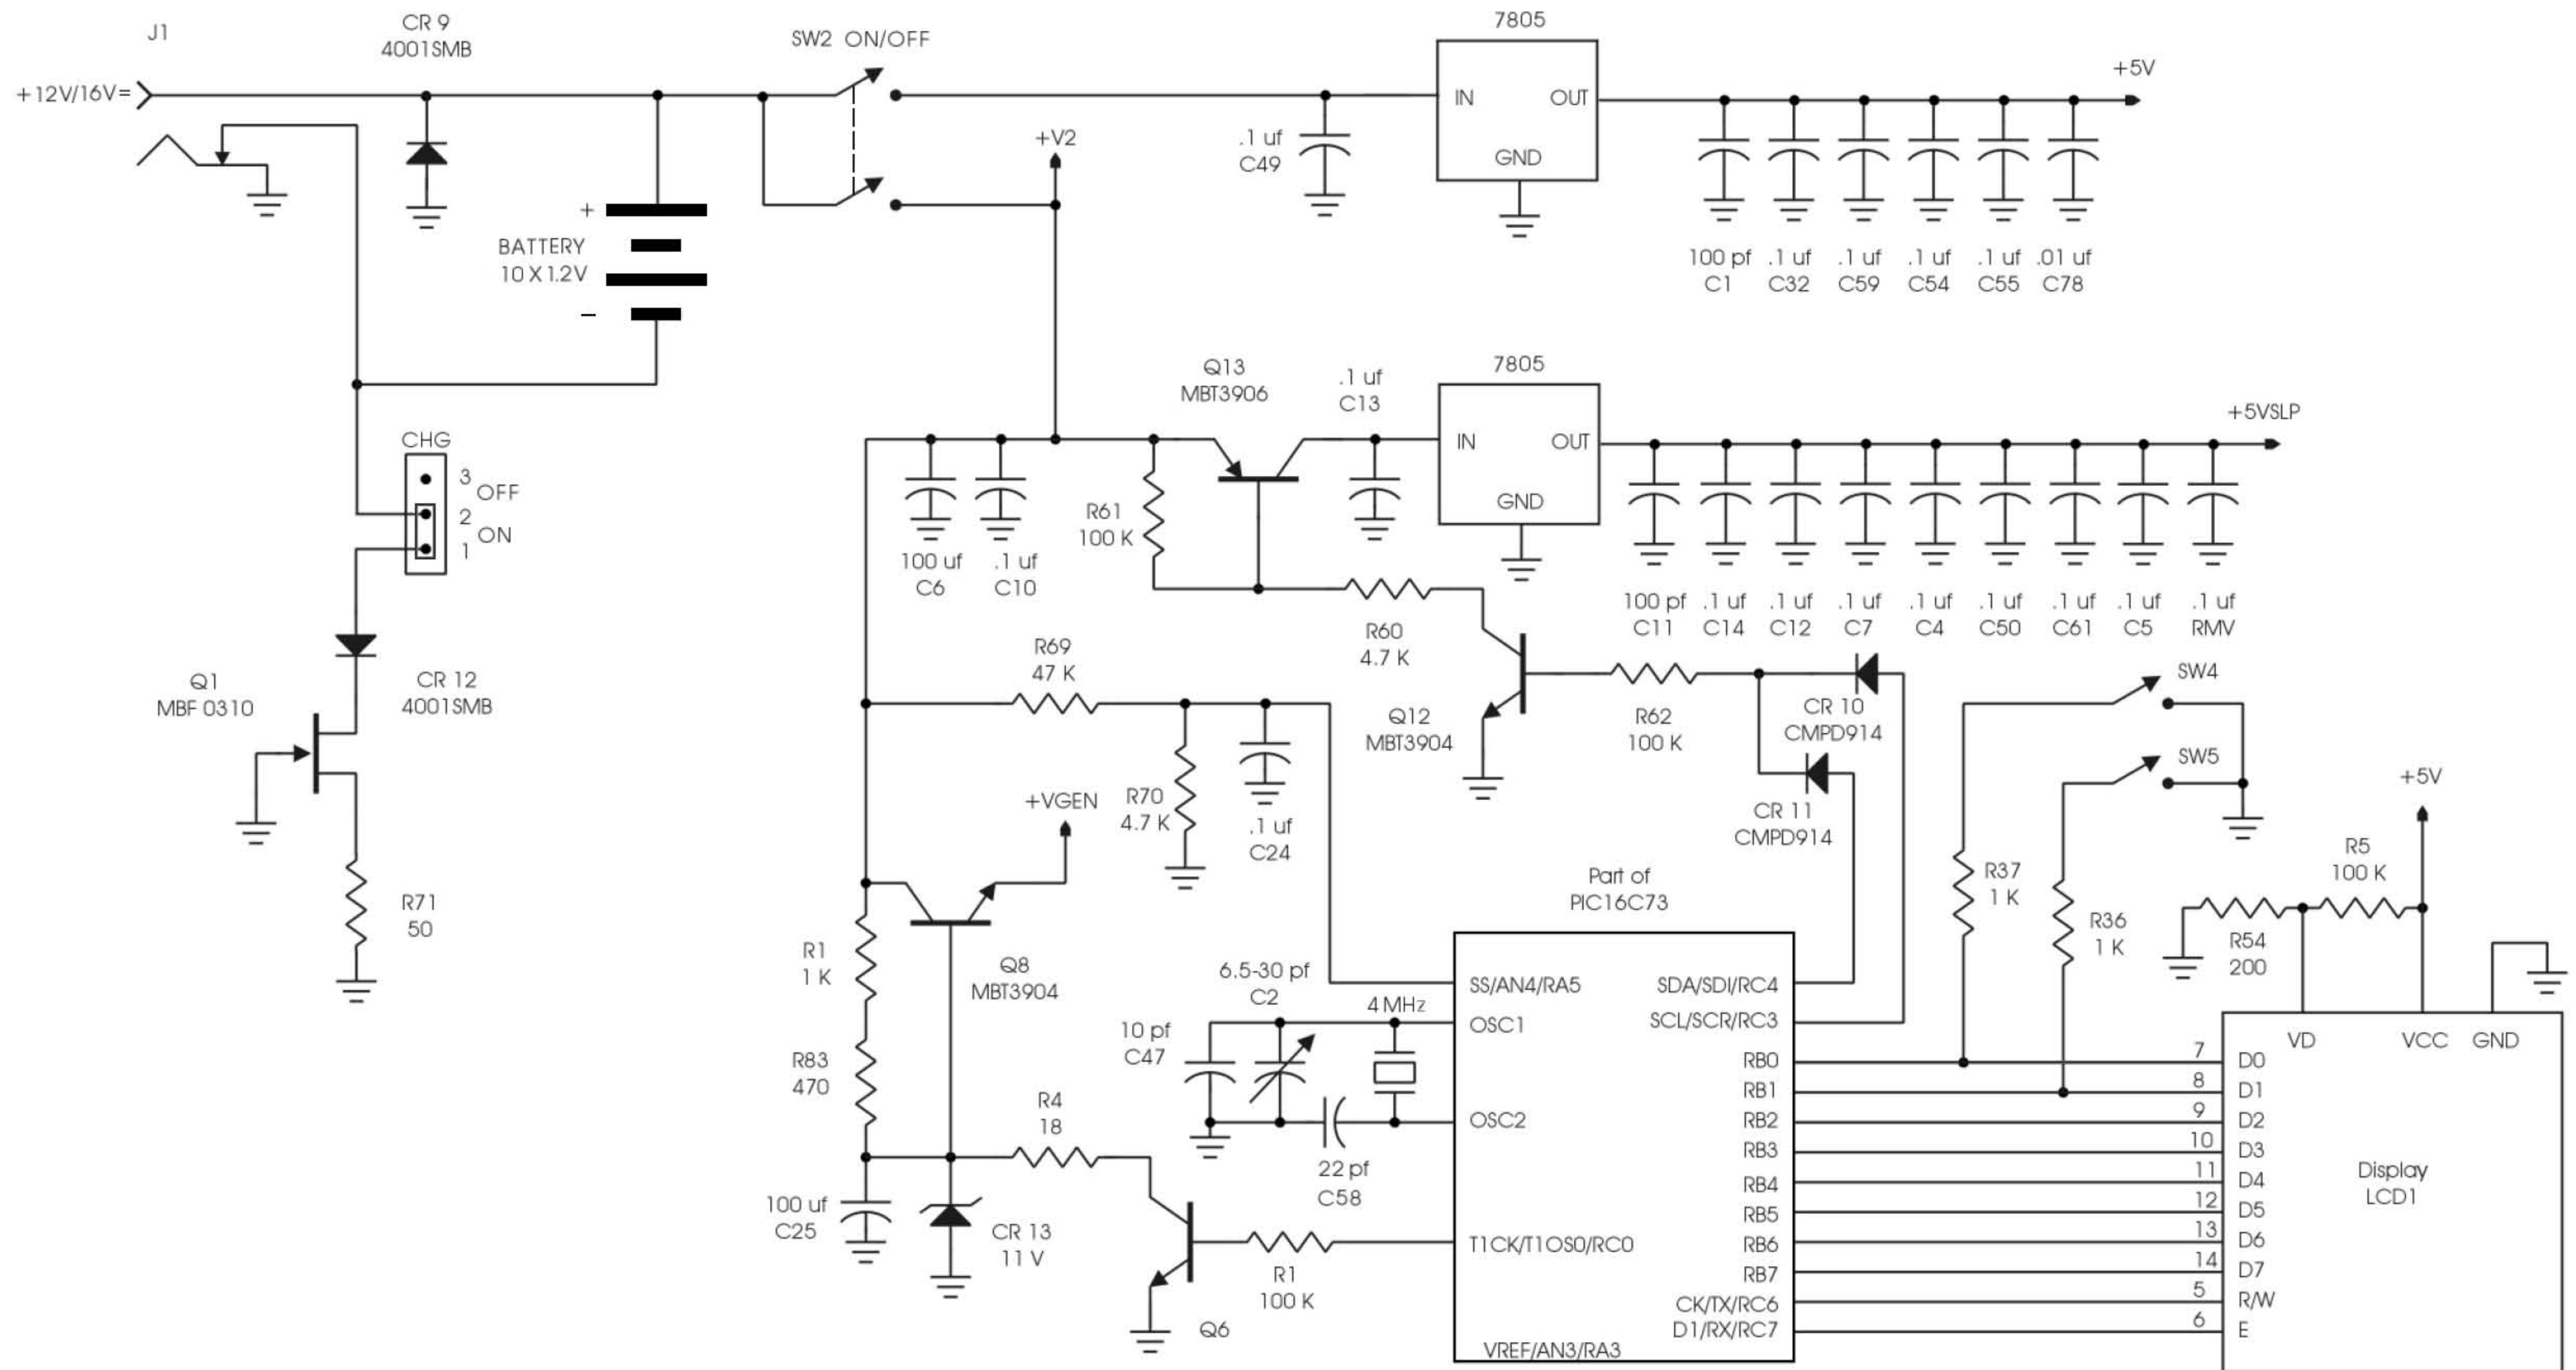 J1
+12V/16V=
CR 9
4001SMB
SW2 ON/OFF
+V2
.1 uf
C49
7805
IN
OUT
GND
+5V
100 pf
C1
.1 uf
C32
.1 uf
C59
.1 uf
C54
.1 uf
C55
.01 uf
C78
+
BATTERY
10 X 1.2V
–
CHG
3
OFF
2
ON
1
Q1
MBF 0310
CR 12
4001SMB
R71
50
Q13
MBT3906
.1 uf
C13
7805
IN
OUT
GND
+5VSLP
100 uf
C6
.1 uf
C10
R61
100 K
R60
4.7 K
100 pf
C11
.1 uf
C14
.1 uf
C12
.1 uf
C7
.1 uf
C4
.1 uf
C50
.1 uf
C61
.1 uf
C5
.1 uf
RMV
R69
47 K
R70
4.7 K
.1 uf
C24
Q12
MBT3904
R62
100 K
CR 10
CMPD914
CR 11
CMPD914
SW4
SW5
+5V
+VGEN
R1
1 K
Q8
MBT3904
R83
470
R4
18
100 uf
C25
CR 13
11 V
Q6
R1
100 K
6.5-30 pf
C2
10 pf
C47
4 MHz
22 pf
C58
Part of
PIC16C73
SS/AN4/RA5
OSC1
OSC2
T1CK/T1OS0/RC0
VREF/AN3/RA3
SDA/SDI/RC4
SCL/SCR/RC3
RB0
RB1
RB2
RB3
RB4
RB5
RB6
RB7
CK/TX/RC6
D1/RX/RC7
R37
1 K
R36
1 K
R5
100 K
R54
200
VD
VCC
GND
7
D0
8
D1
9
D2
10
D3
11
D4
12
D5
13
D6
14
D7
5
R/W
6
E
Display
LCD1